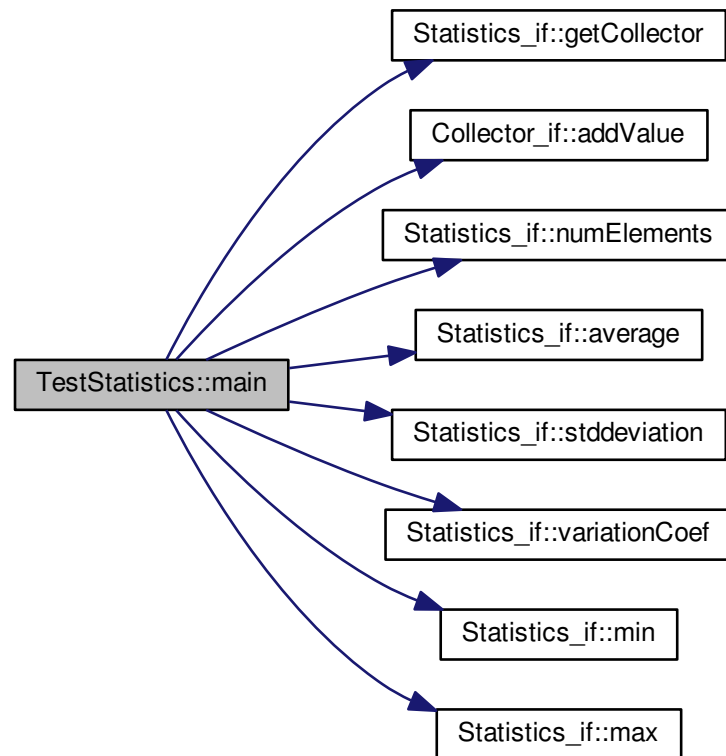 Statistics_if::getCollector
Collector_if::addValue
Statistics_if::numElements
Statistics_if::average
TestStatistics::main
Statistics_if::stddeviation
Statistics_if::variationCoef
Statistics_if::min
Statistics_if::max